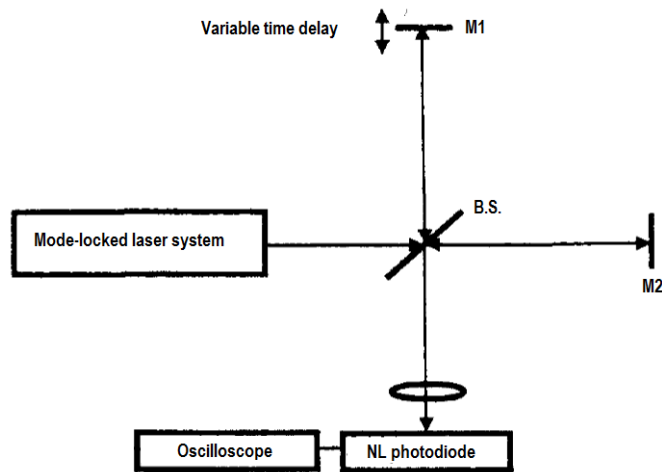 Variable time delay
M1
B.S.
Mode-locked laser system
M2
Oscilloscope
NL photodiode